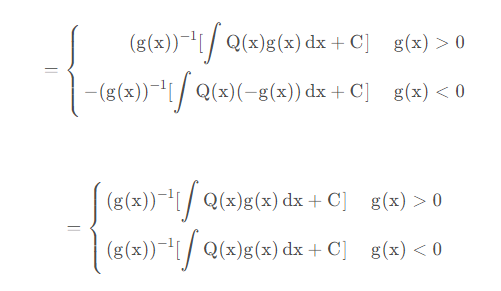 = { (g(x))⁻¹[∫ Q(x)g(x) dx + C] g(x) > 0
−(g(x))⁻¹[∫ Q(x)(−g(x)) dx + C] g(x) < 0
= { (g(x))⁻¹[∫ Q(x)g(x) dx + C] g(x) > 0
(g(x))⁻¹[∫ Q(x)g(x) dx + C] g(x) < 0